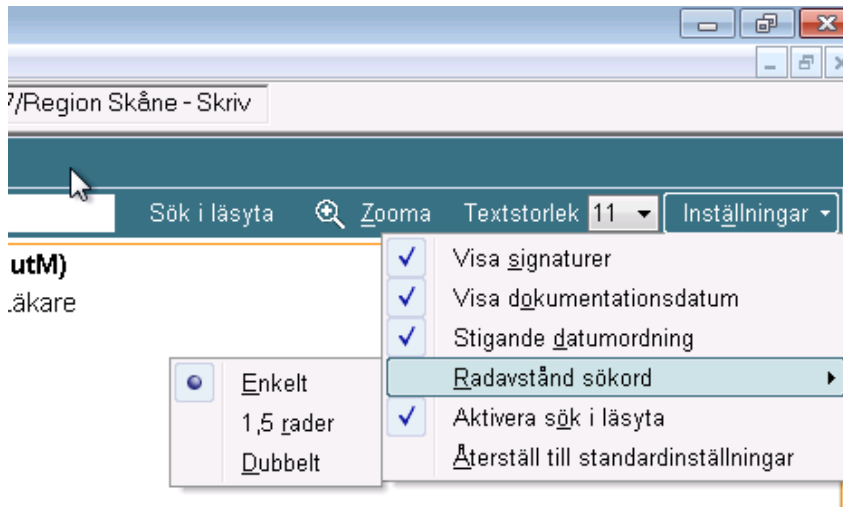 7/Region Skåne - Skriv
Sök i läsyta Zooma Textstorlek 11 Inställningar
utM)
Läkare
Visa signaturer
Visa dokumentationsdatum
Stigande datumordning
Radavstånd sökord
Aktivera sök i läsyta
Återställ till standardinställningar
Enkelt
1,5 rader
Dubbelt